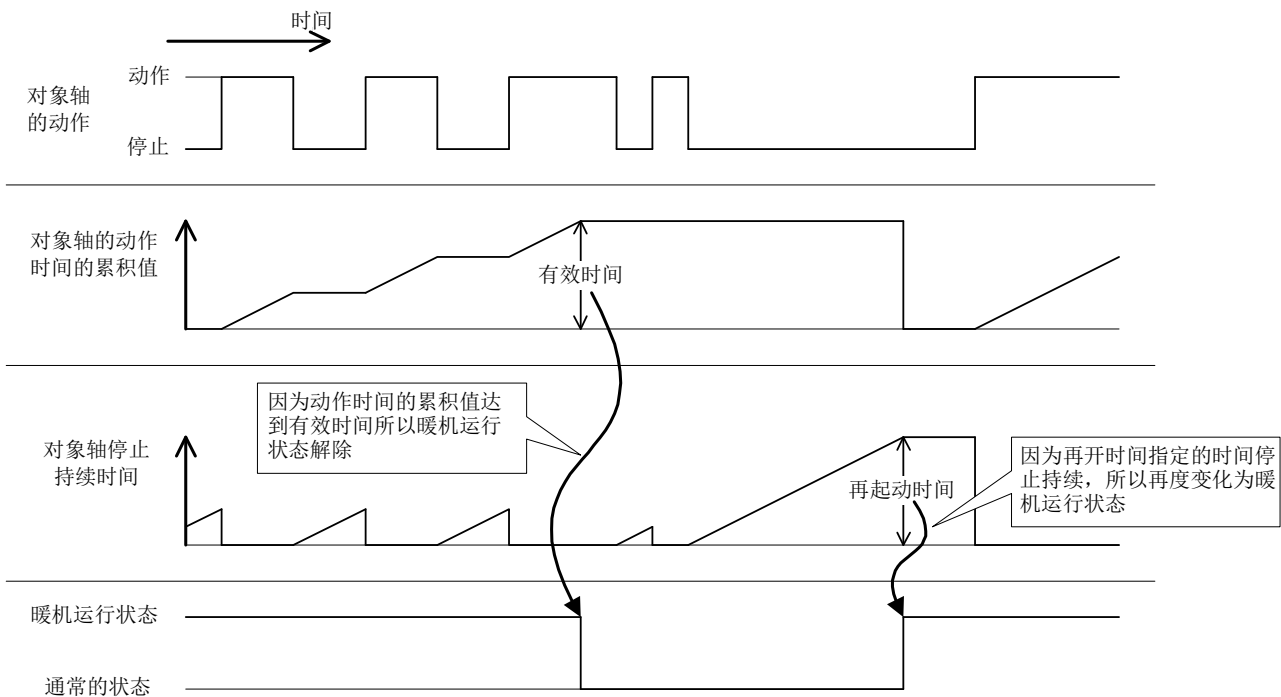 时间
动作
对象轴
的动作
停止
对象轴的动作
时间的累积值
有效时间
因为动作时间的累积值达
到有效时间所以暖机运行
状态解除
对象轴停止
持续时间
再起动时间
因为再开时间指定的时间停
止持续，所以再度变化为暖
机运行状态
暖机运行状态
通常的状态